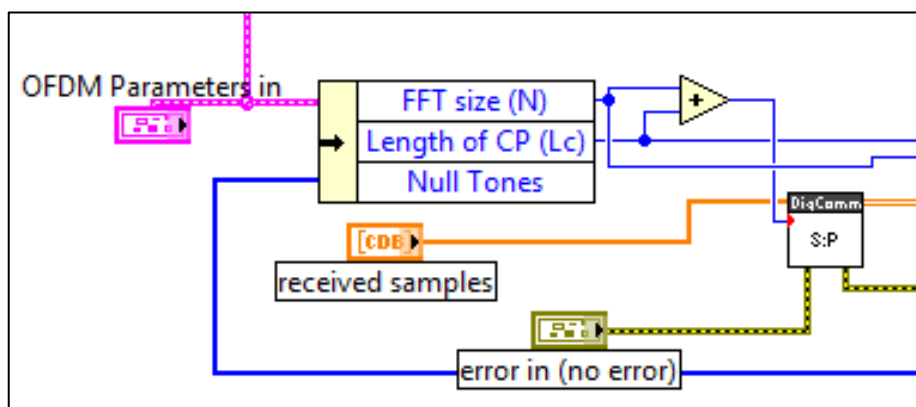 OFDM Parameters in
FFT size (N)
Length of CP (Lc)
Null Tones
+
[CDB]
received samples
DigComm
S:P
error in (no error)